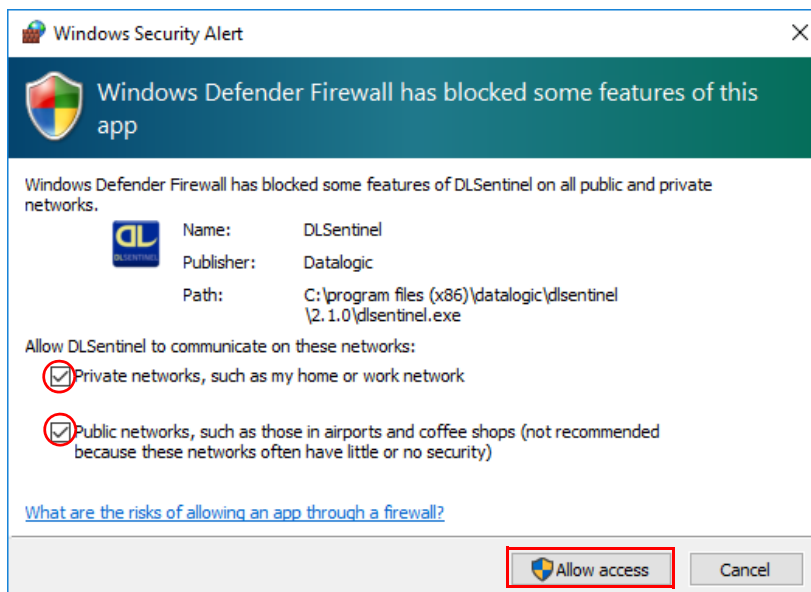 Windows Security Alert
Windows Defender Firewall has blocked some features of this
app
Windows Defender Firewall has blocked some features of DLSentinel on all public and private
networks.
DL
DLSENTINEL
Name: DLSentinel
Publisher: Datalogic
Path: C:\program files (x86)\datalogic\dlsentinel
\2.1.0\dlsentinel.exe
Allow DLSentinel to communicate on these networks:
Private networks, such as my home or work network
Public networks, such as those in airports and coffee shops (not recommended
because these networks often have little or no security)
What are the risks of allowing an app through a firewall?
Allow access Cancel